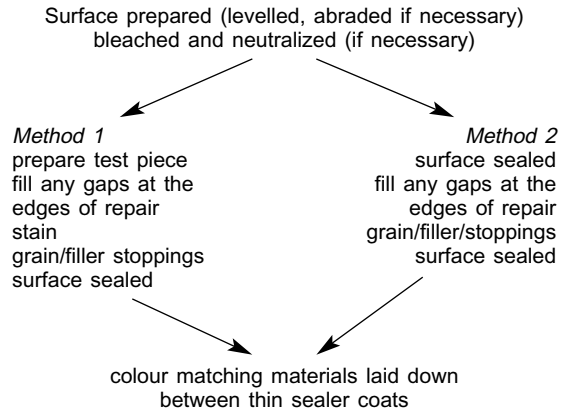 Surface prepared (levelled, abraded if necessary)
bleached and neutralized (if necessary)
Method 1
prepare test piece
fill any gaps at the
edges of repair
stain
grain/filler stoppings
surface sealed
Method 2
surface sealed
fill any gaps at the
edges of repair
grain/filler/stoppings
surface sealed
colour matching materials laid down
between thin sealer coats